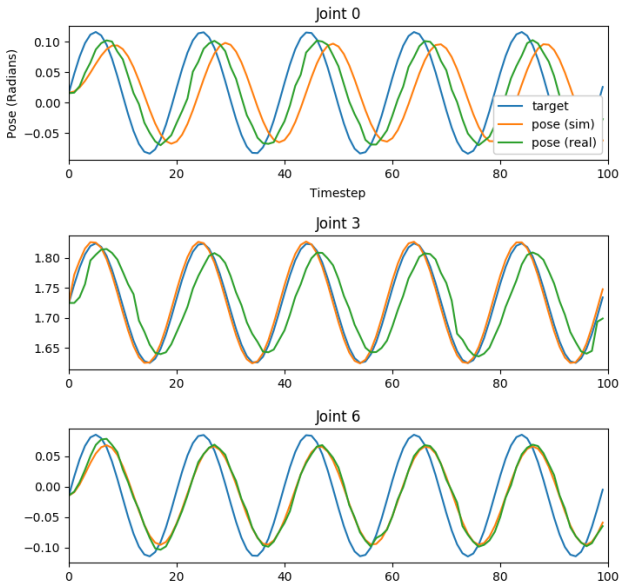 Joint 0
Pose (Radians)
0.10
0.05
0.00
−0.05
target
pose (sim)
pose (real)
0 20 40 60 80 100
Timestep
Joint 3
1.80
1.75
1.70
1.65
0 20 40 60 80 100
Joint 6
0.05
0.00
−0.05
−0.10
0 20 40 60 80 100